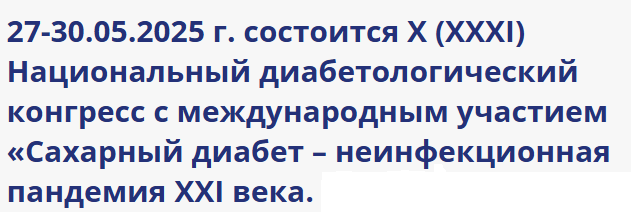 27-30.05.2025 г. состоится X (XXXI)
Национальный диабетологический
конгресс с международным участием
«Сахарный диабет – неинфекционная
пандемия XXI века.